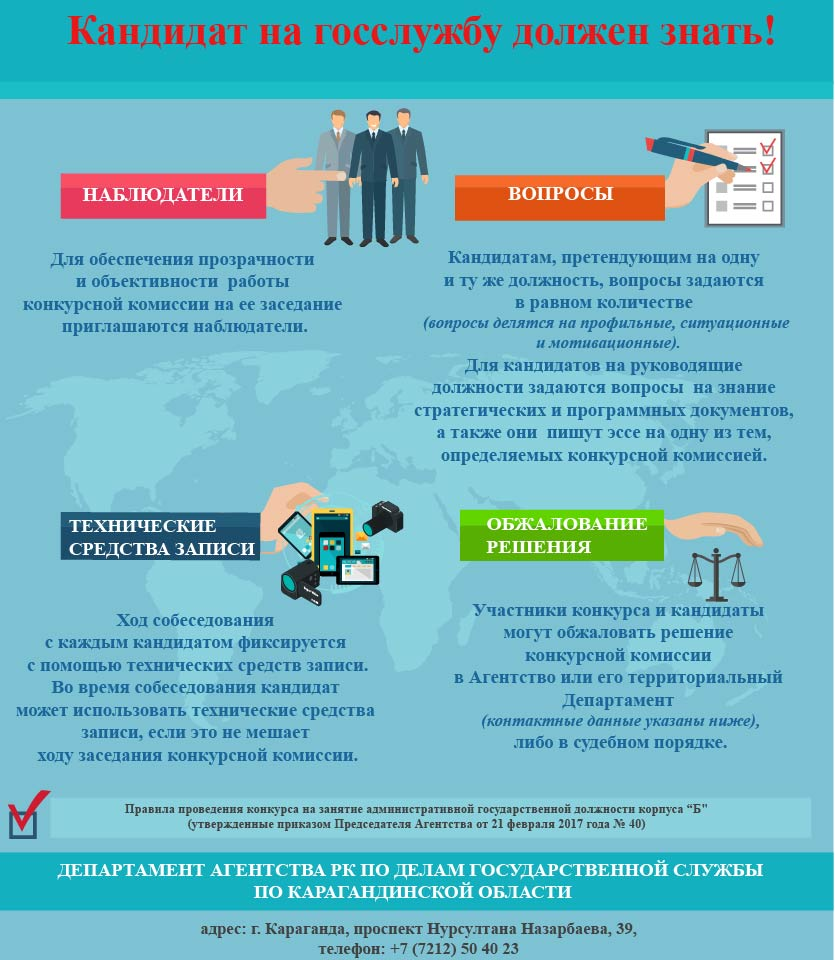 Кандидат на госслужбу должен знать!
НАБЛЮДАТЕЛИ
Для обеспечения прозрачности
и объективности работы
конкурсной комиссии на ее заседание
приглашаются наблюдатели.
ВОПРОСЫ
Кандидатам, претендующим на одну
и ту же должность, вопросы задаются
в равном количестве
(вопросы делятся на профильные, ситуационные
и мотивационные).
Для кандидатов на руководящие
должности задаются вопросы на знание
стратегических и программных документов,
а также они пишут эссе на одну из тем,
определяемых конкурсной комиссией.
ТЕХНИЧЕСКИЕ
СРЕДСТВА ЗАПИСИ
Ход собеседования
с каждым кандидатом фиксируется
с помощью технических средств записи.
Во время собеседования кандидат
может использовать технические средства
записи, если это не мешает
ходу заседания конкурсной комиссии.
ОБЖАЛОВАНИЕ
РЕШЕНИЯ
Участники конкурса и кандидаты
могут обжаловать решение
конкурсной комиссии
в Агентство или его территориальный
Департамент
(контактные данные указаны ниже),
либо в судебном порядке.
Правила проведения конкурса на занятие административной государственной должности корпуса “Б"
(утвержденные приказом Председателя Агентства от 21 февраля 2017 года № 40)
ДЕПАРТАМЕНТ АГЕНТСТВА РК ПО ДЕЛАМ ГОСУДАРСТВЕННОЙ СЛУЖБЫ
ПО КАРАГАНДИНСКОЙ ОБЛАСТИ
адрес: г. Караганда, проспект Нурсултана Назарбаева, 39,
телефон: +7 (7212) 50 40 23